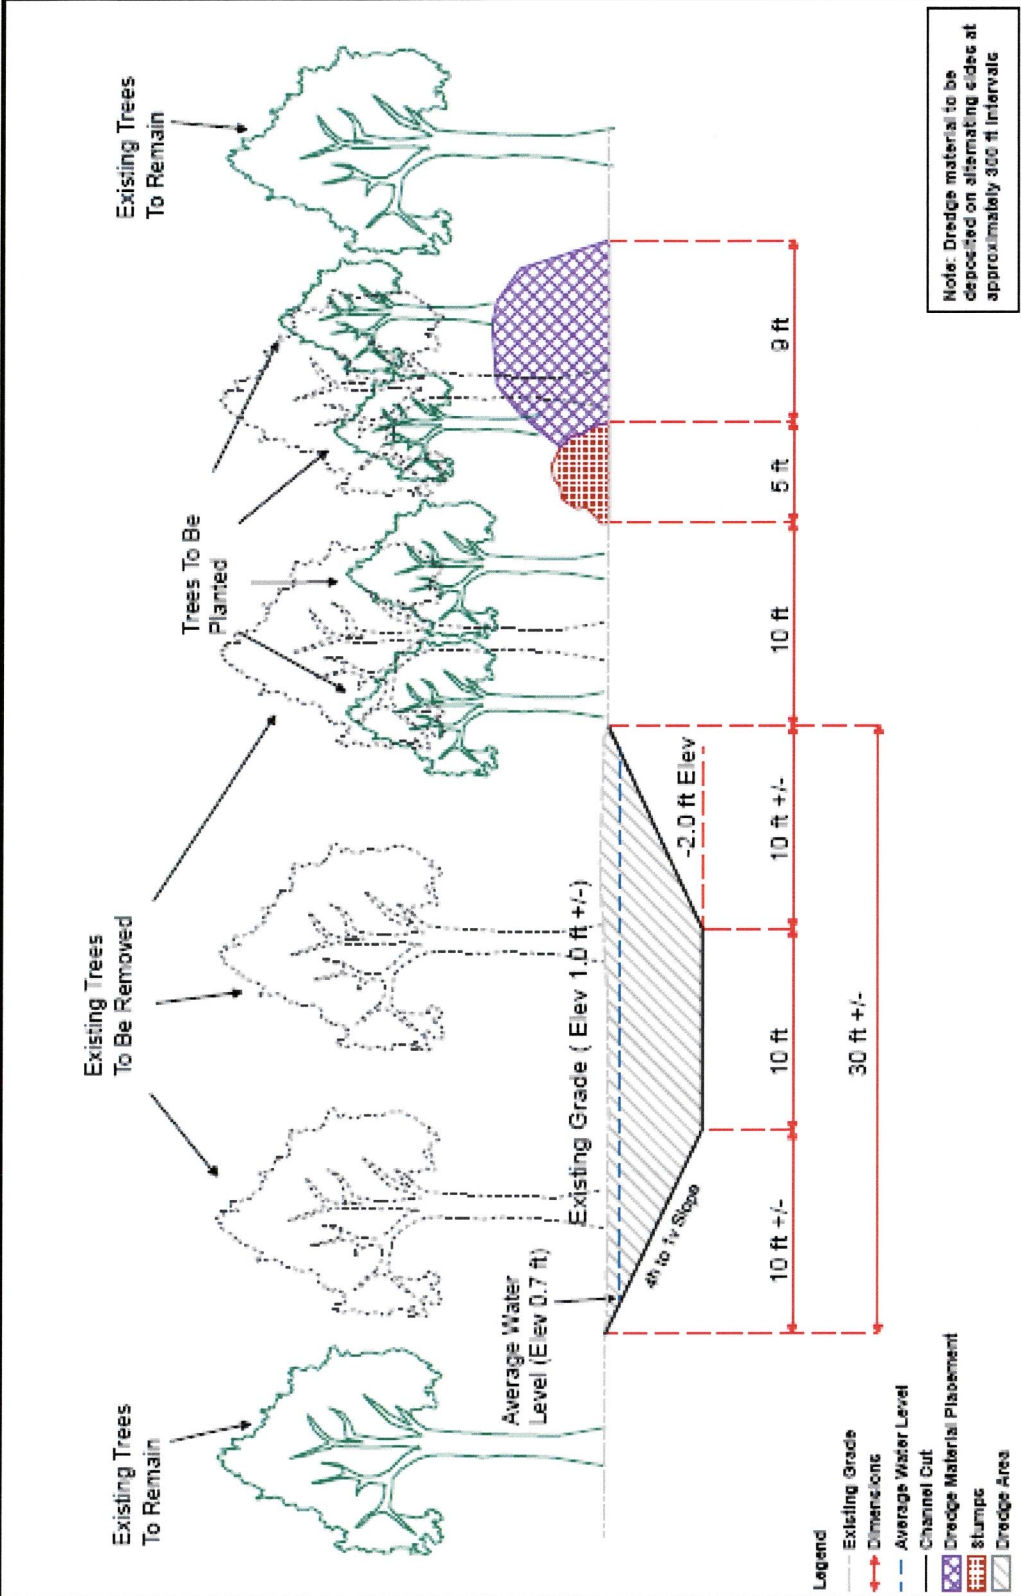 Existing Trees
To Remain
Existing Trees
To Be Removed
Trees To Be
Planted
Existing Trees
To Remain
Average Water
Level (Elev 0.7 ft)
Existing Grade ( Elev 1.0 ft +/-)
4h to 1v Slope
-2.0 ft Elev
10 ft +/-
10 ft
10 ft +/-
10 ft
5 ft
9 ft
30 ft +/-
Legend
Existing Grade
Dimensions
Average Water Level
Channel Cut
Dredge Material Placement
Stumps
Dredge Area
Note: Dredge material to be
deposited on alternating sides at
approximately 300 ft intervals